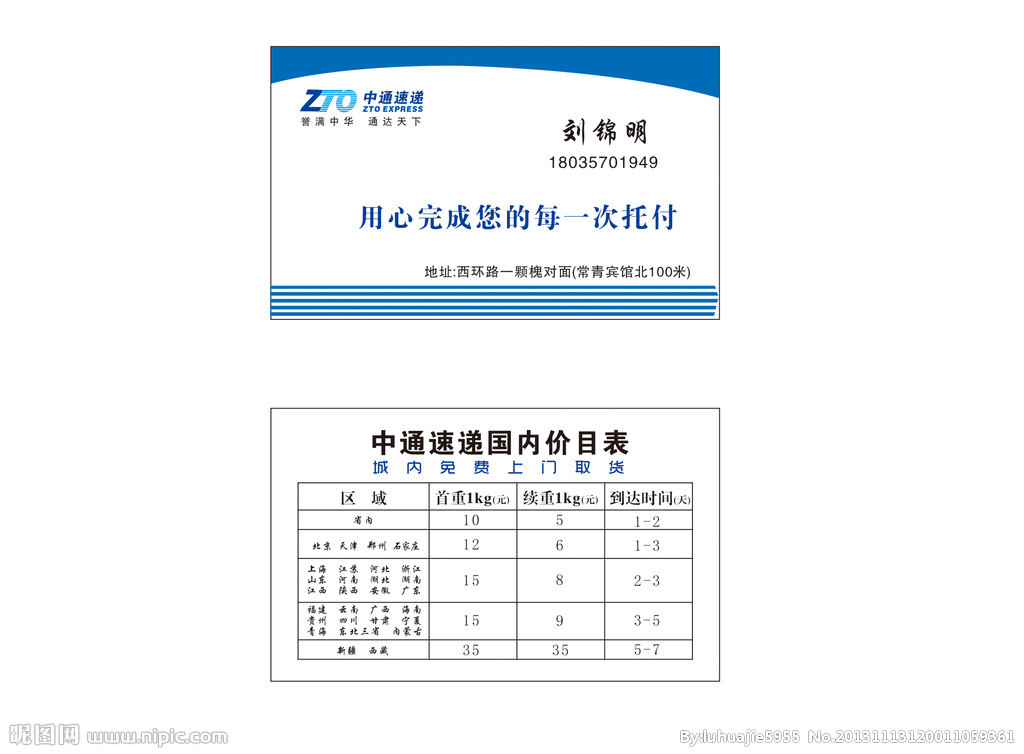 ZTO 中通速递
ZTO EXPRESS
誉满中华 通达天下
刘锦明
18035701949
用心完成您的每一次托付
地址:西环路一颗槐对面(常青宾馆北100米)
中通速递国内价目表
城内免费上门取货
区 域 首重1kg(元) 续重1kg(元) 到达时间(天)
省内 10 5 1-2
北京 天津 郑州 石家庄 12 6 1-3
上海 江苏 河北 浙江
山东 河南 湖北 湖南 15 8 2-3
江西 陕西 安徽 广东
福建 云南 广西 海南
贵州 四川 甘肃 宁夏 15 9 3-5
青海 东北三省 内蒙古
新疆 西藏 35 35 5-7
昵图网 www.nipic.com
By:luhuajie5955 No.20131113120011059361